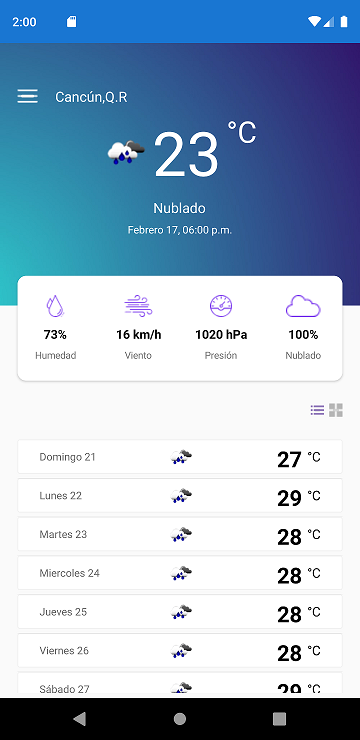 2:00
Cancún,Q.R
23 °C
Nublado
Febrero 17, 06:00 p.m.
73% 16 km/h 1020 hPa 100%
Humedad Viento Presión Nublado
Domingo 21 27 °C
Lunes 22 29 °C
Martes 23 28 °C
Miercoles 24 28 °C
Jueves 25 28 °C
Viernes 26 28 °C
Sábado 27 29 °C